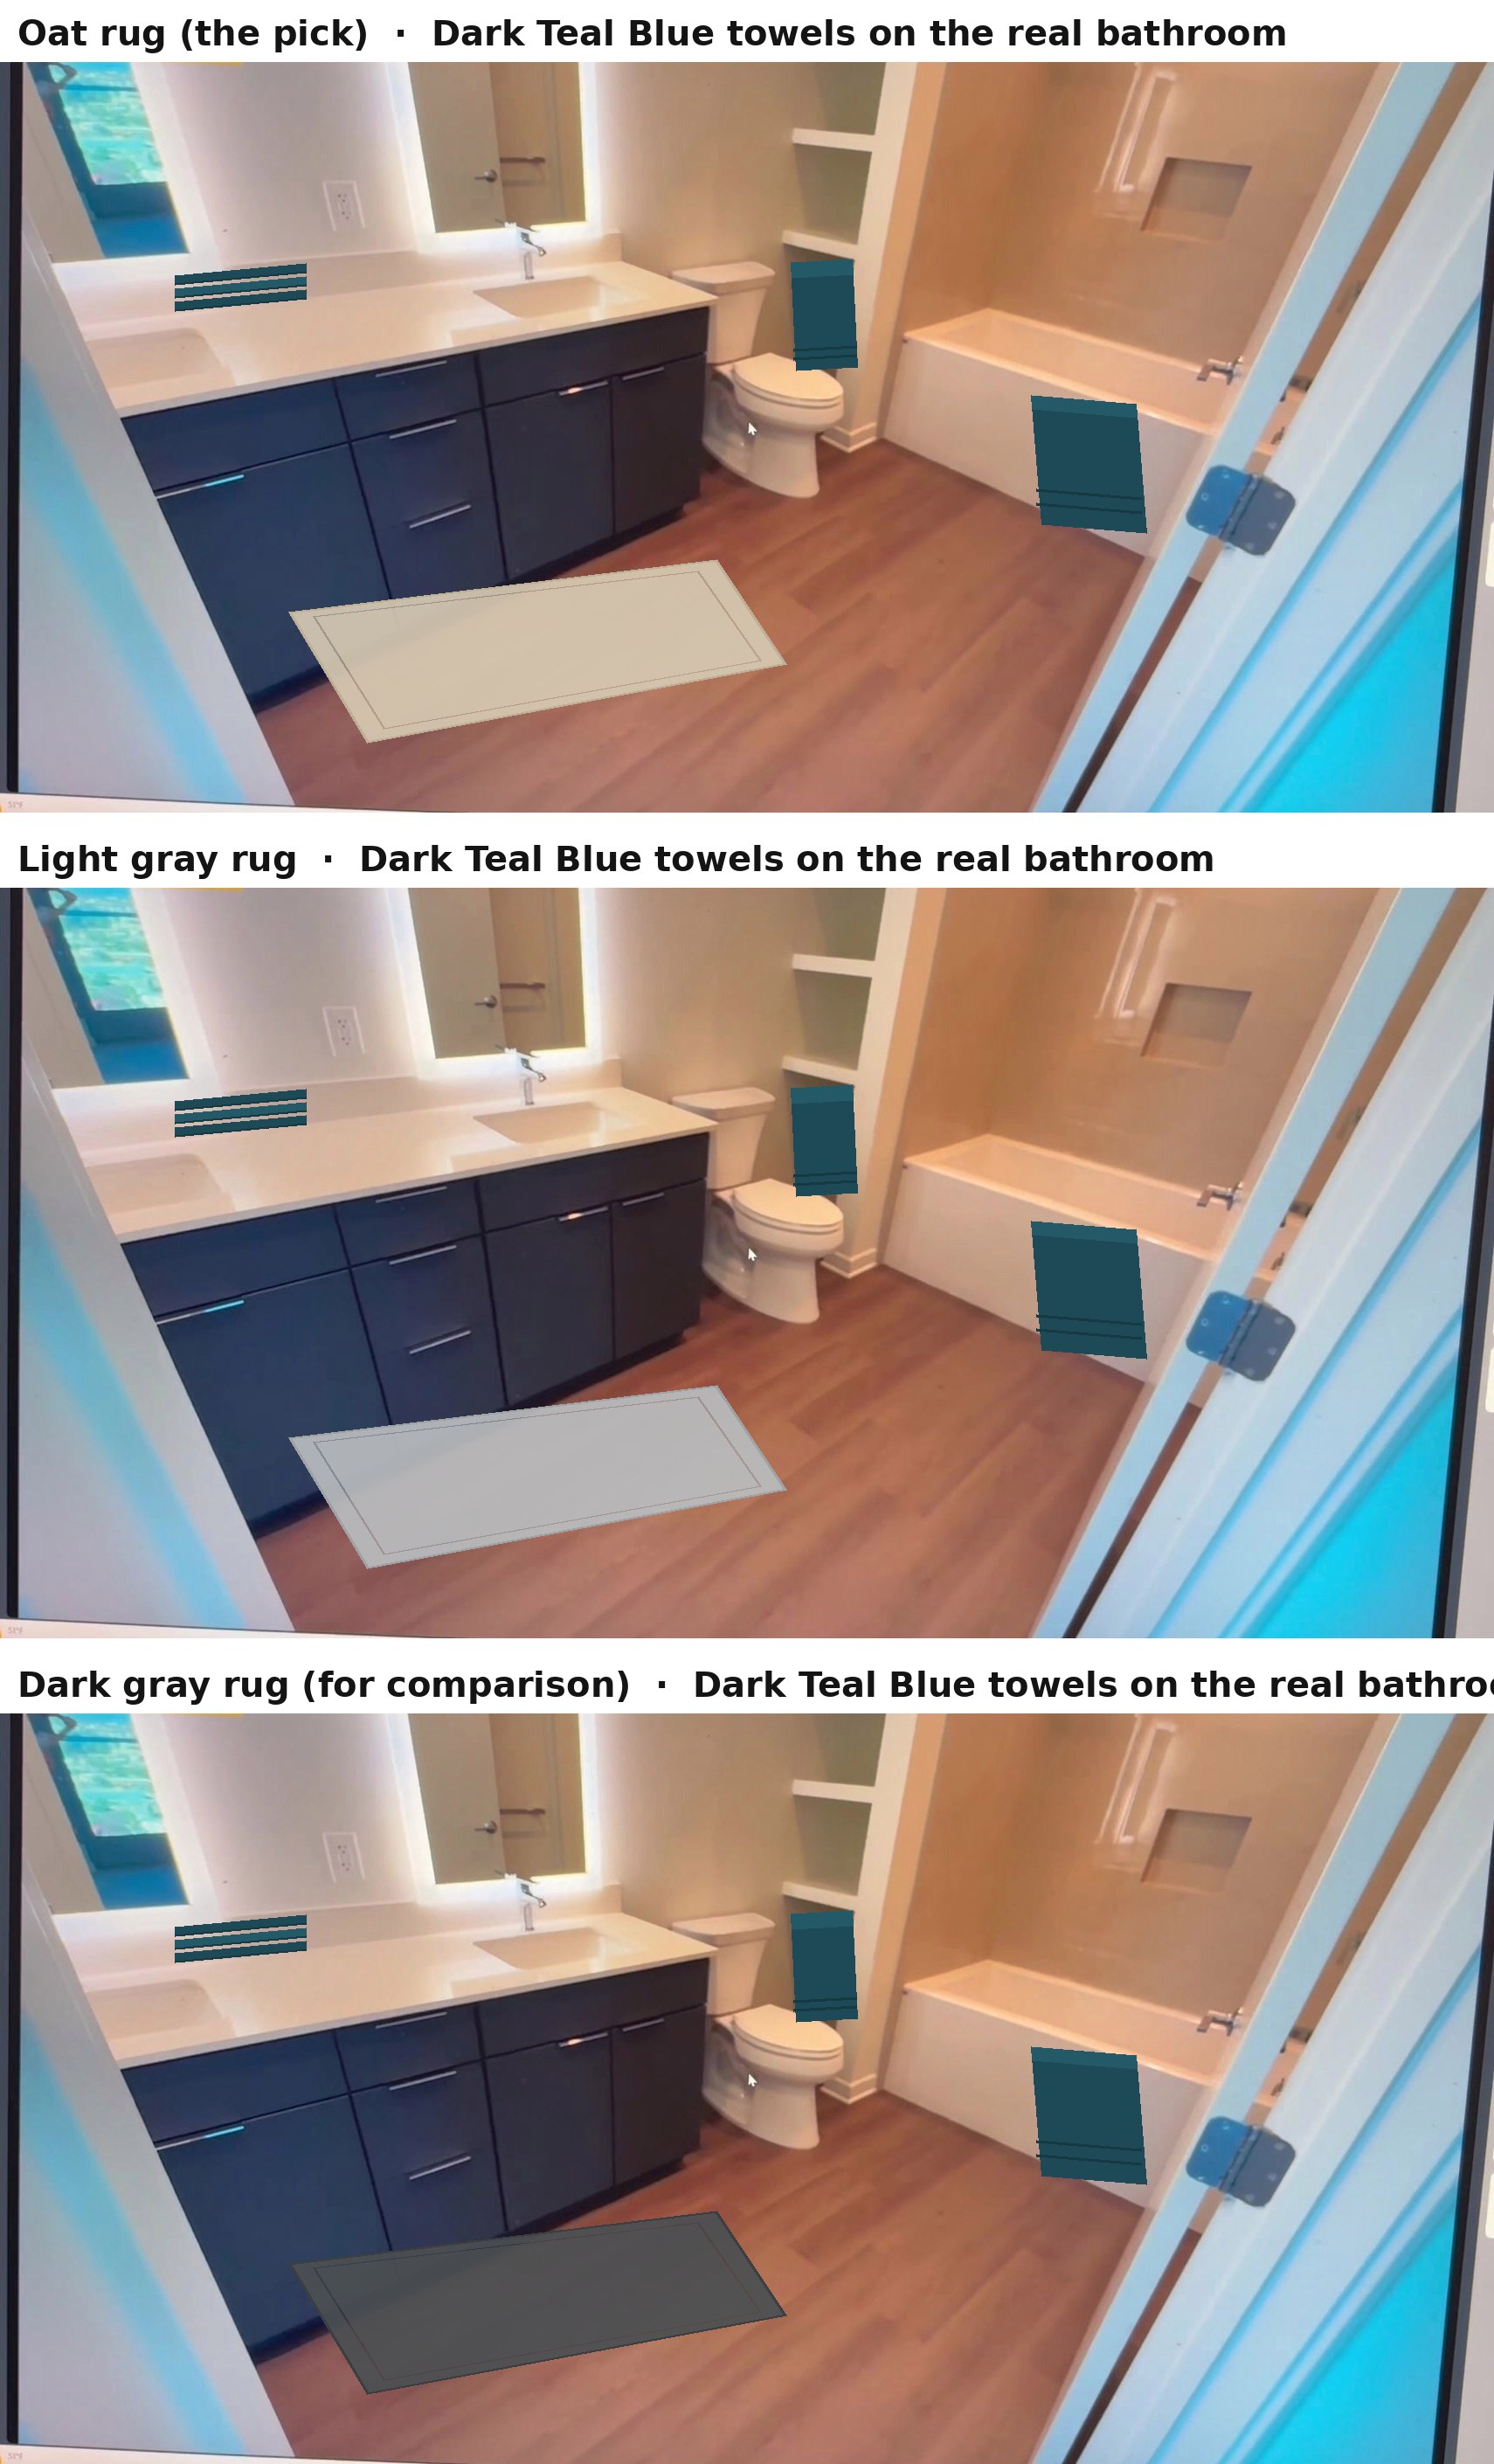 Oat rug (the pick)  ·  Dark Teal Blue towels on the real bathroom
Light gray rug  ·  Dark Teal Blue towels on the real bathroom
Dark gray rug (for comparison)  ·  Dark Teal Blue towels on the real bathroo